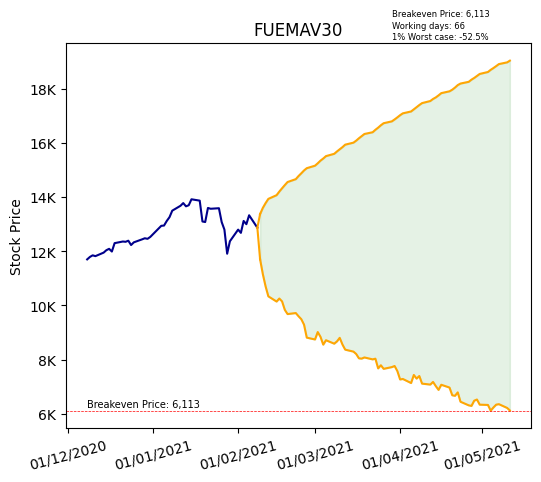 Breakeven Price: 6,113
Working days: 66
1% Worst case: -52.5%
FUEMAV30
Stock Price
18K
16K
14K
12K
10K
8K
6K
Breakeven Price: 6,113
01/12/2020
01/01/2021
01/02/2021
01/03/2021
01/04/2021
01/05/2021